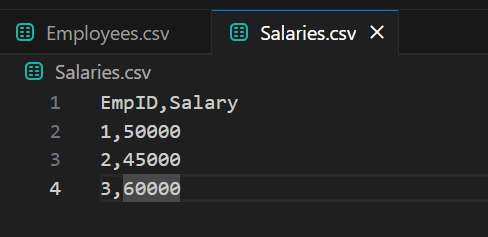 Employees.csv Salaries.csv ×
Salaries.csv
1 EmpID,Salary
2 1,50000
3 2,45000
4 3,60000